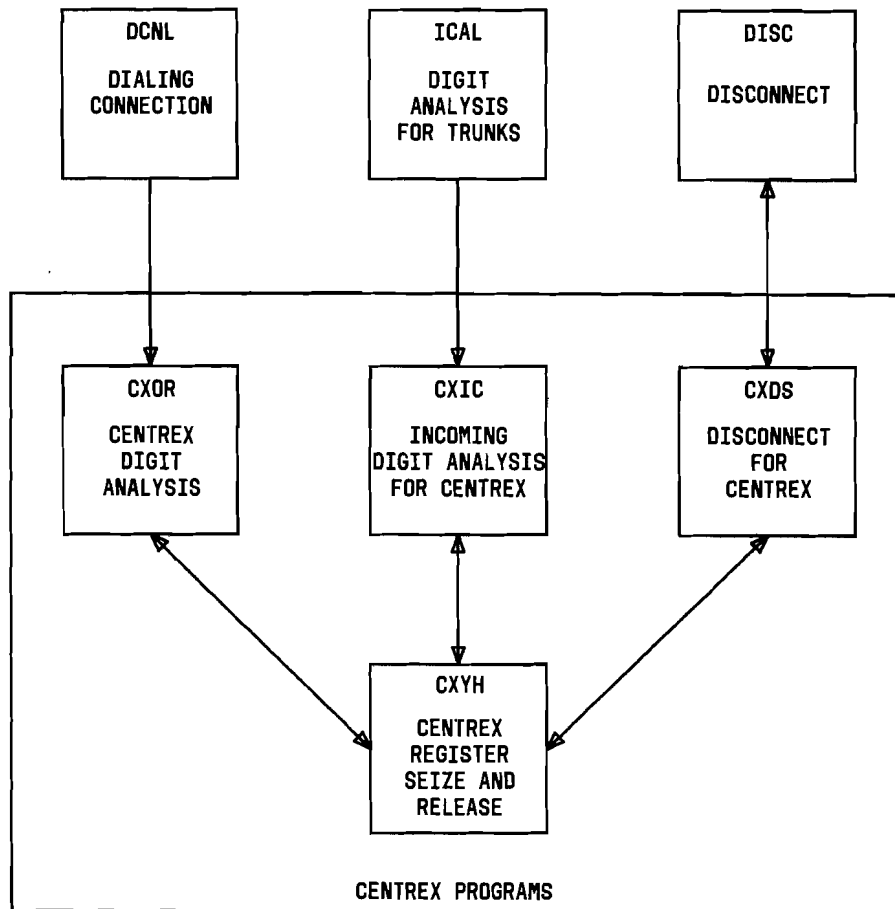 DCNL
DIALING
CONNECTION
ICAL
DIGIT
ANALYSIS
FOR TRUNKS
DISC
DISCONNECT
CXOR
CENTREX
DIGIT
ANALYSIS
CXIC
INCOMING
DIGIT ANALYSIS
FOR CENTREX
CXDS
DISCONNECT
FOR
CENTREX
CXYH
CENTREX
REGISTER
SEIZE AND
RELEASE
CENTREX PROGRAMS